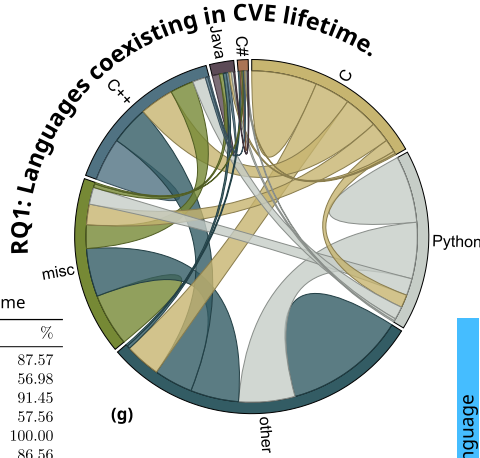 RQ1: Languages coexisting in CVE lifetime.
Java
C#
C
C++
Python
misc
me
%
87.57
56.98
91.45
57.56
100.00
86.56
(g)
other
nguage